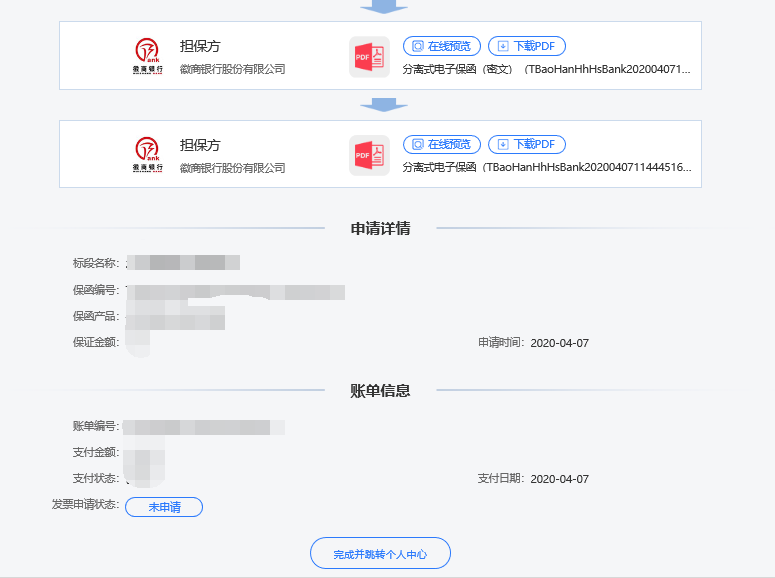 担保方
徽商银行股份有限公司
徽商银行
PDF
在线预览 下载PDF
分离式电子保函（密文）（TBaoHanHhHsBank202004071...
担保方
徽商银行股份有限公司
徽商银行
PDF
在线预览 下载PDF
分离式电子保函（TBaoHanHhHsBank2020040711444516...
申请详情
标段名称：
保函编号：
保函产品：
保证金额：
申请时间：2020-04-07
账单信息
账单编号：
支付金额：
支付状态：
支付日期：2020-04-07
发票申请状态：未申请
完成并跳转个人中心